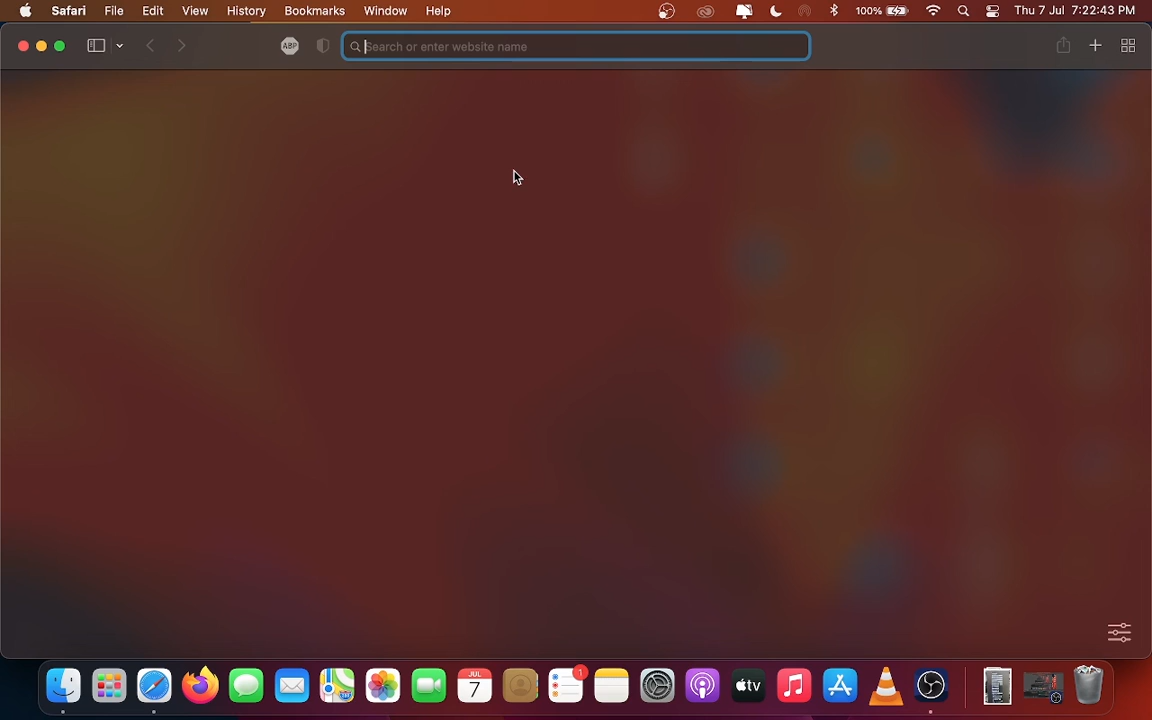 Safari File Edit View History Bookmarks Window Help 100% Thu 7 Jul 7:22:43 PM
ABP Search or enter website name
JUL 1
7 tv